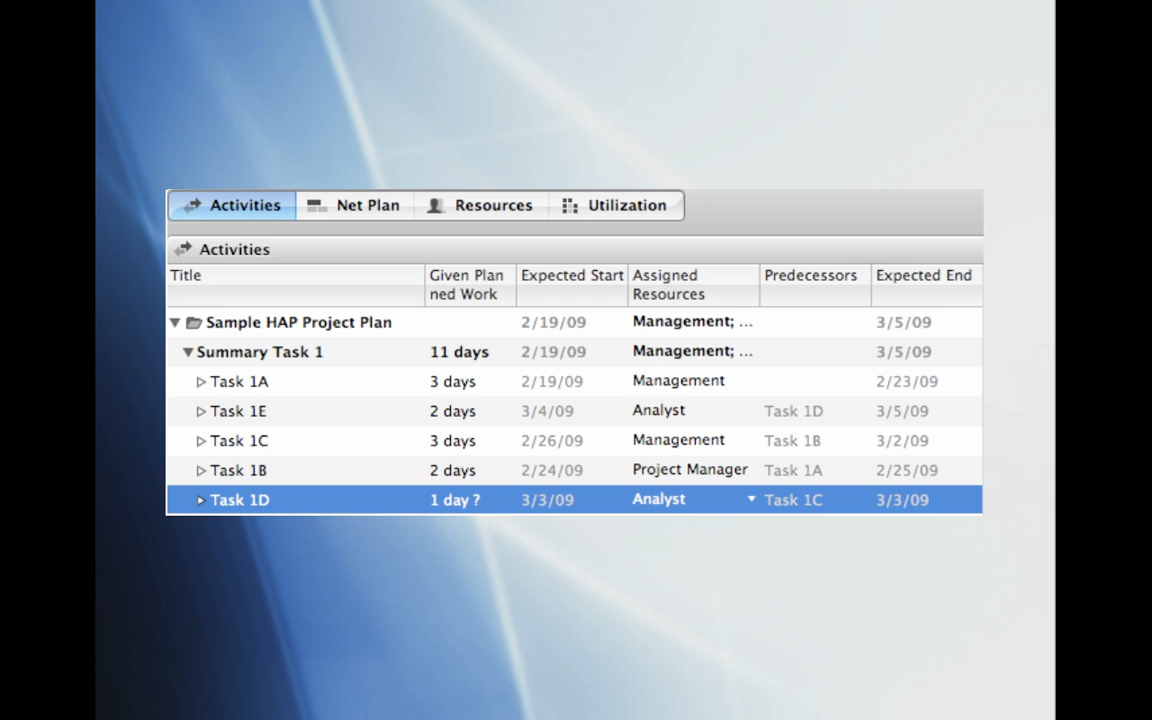 Activities Net Plan Resources Utilization
Activities
Title Given Plan Expected Start Assigned Predecessors Expected End
ned Work Resources
Sample HAP Project Plan 2/19/09 Management; ... 3/5/09
Summary Task 1 11 days 2/19/09 Management; ... 3/5/09
Task 1A 3 days 2/19/09 Management 2/23/09
Task 1E 2 days 3/4/09 Analyst Task 1D 3/5/09
Task 1C 3 days 2/26/09 Management Task 1B 3/2/09
Task 1B 2 days 2/24/09 Project Manager Task 1A 2/25/09
Task 1D 1 day ? 3/3/09 Analyst Task 1C 3/3/09